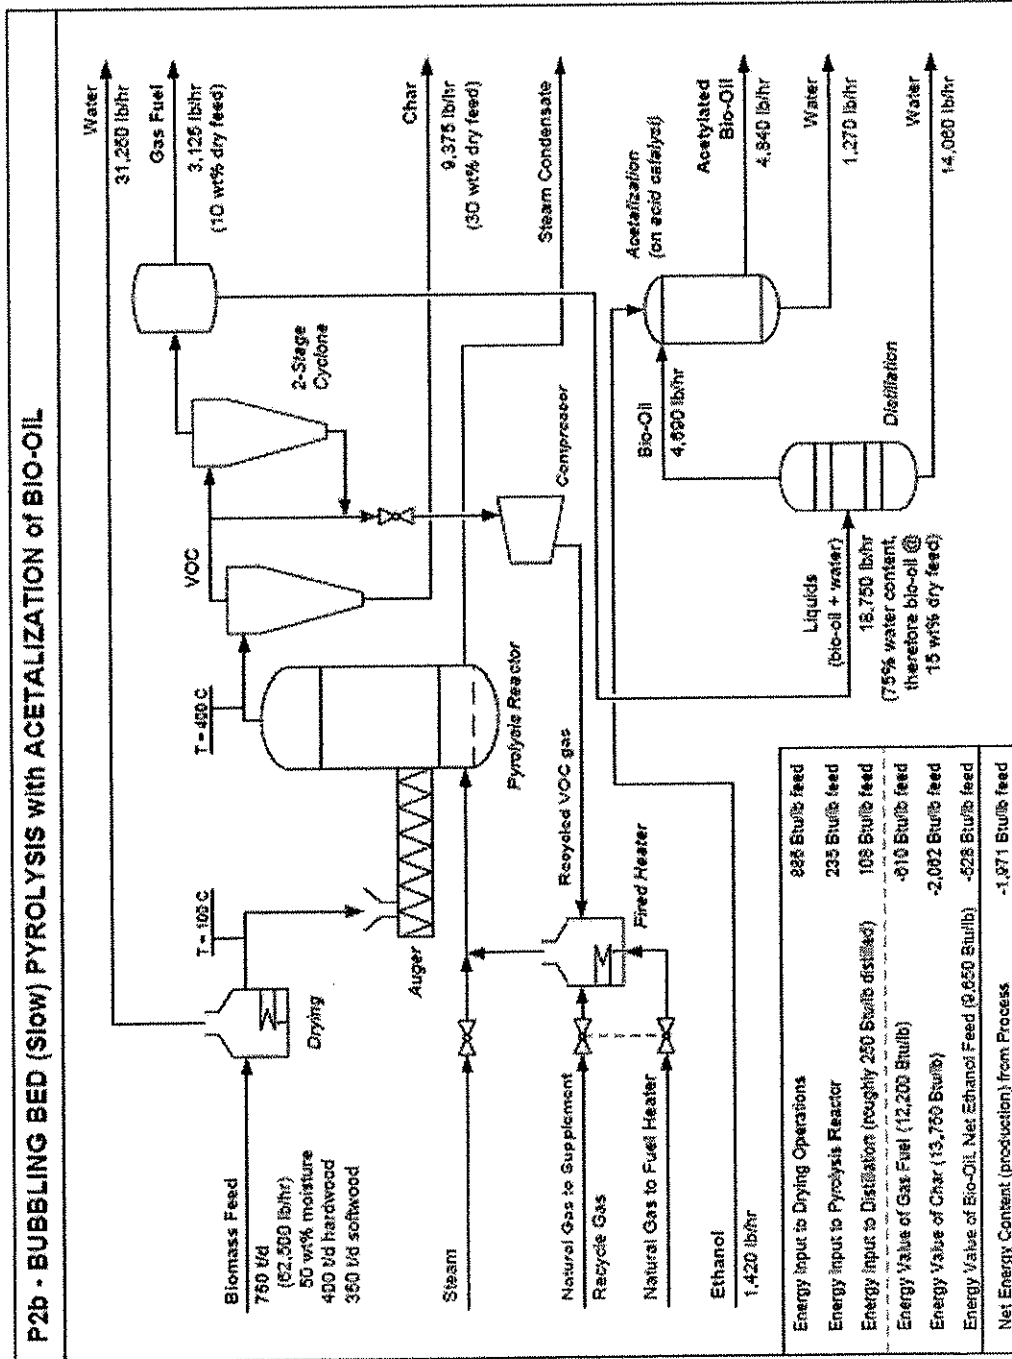 P2b - BUBBLING BED (Slow) PYROLYSIS with ACETALIZATION of BIO-OIL
Water
31,250 lb/hr
Gas Fuel
3,125 lb/hr
(10 wt% dry feed)
Char
9,375 lb/hr
(30 wt% dry feed)
Steam Condensate
2-Stage
Cyclone
VOC
T = 400 C
T = 100 C
Drying
Auger
Pyrolysis Reactor
Compressor
Recycled VOC gas
Fired Heater
Biomass Feed
750 t/d
(62,500 lb/hr)
50 wt% moisture
400 t/d hardwood
350 t/d softwood
Steam
Natural Gas to Supplement
Recycle Gas
Natural Gas to Fuel Heater
Ethanol
1,420 lb/hr
Acetalization
(on acid catalyst)
Acetylated
Bio-Oil
4,840 lb/hr
Water
1,270 lb/hr
Bio-Oil
4,690 lb/hr
Distillation
Water
14,060 lb/hr
Liquids
(bio-oil + water)
18,750 lb/hr
(75% water content,
therefore bio-oil @
15 wt% dry feed)
Energy Input to Drying Operations 886 Btu/lb feed
Energy Input to Pyrolysis Reactor 235 Btu/lb feed
Energy Input to Distillation (roughly 250 Btu/lb distilled) 108 Btu/lb feed
Energy Value of Gas Fuel (12,200 Btu/lb) -610 Btu/lb feed
Energy Value of Char (13,750 Btu/lb) -2,062 Btu/lb feed
Energy Value of Bio-Oil, Net Ethanol Feed (9,650 Btu/lb) -528 Btu/lb feed
Net Energy Content (production) from Process -1,971 Btu/lb feed